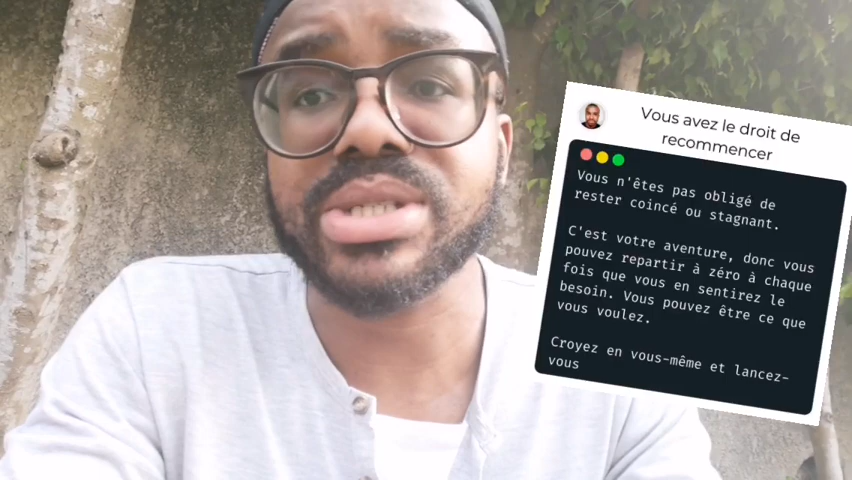 Vous avez le droit de
recommencer
Vous n'êtes pas obligé de
rester coincé ou stagnant.
C'est votre aventure, donc vous
pouvez repartir à zéro à chaque
fois que vous en sentirez le
besoin. Vous pouvez être ce que
vous voulez.
Croyez en vous-même et lancez-
vous